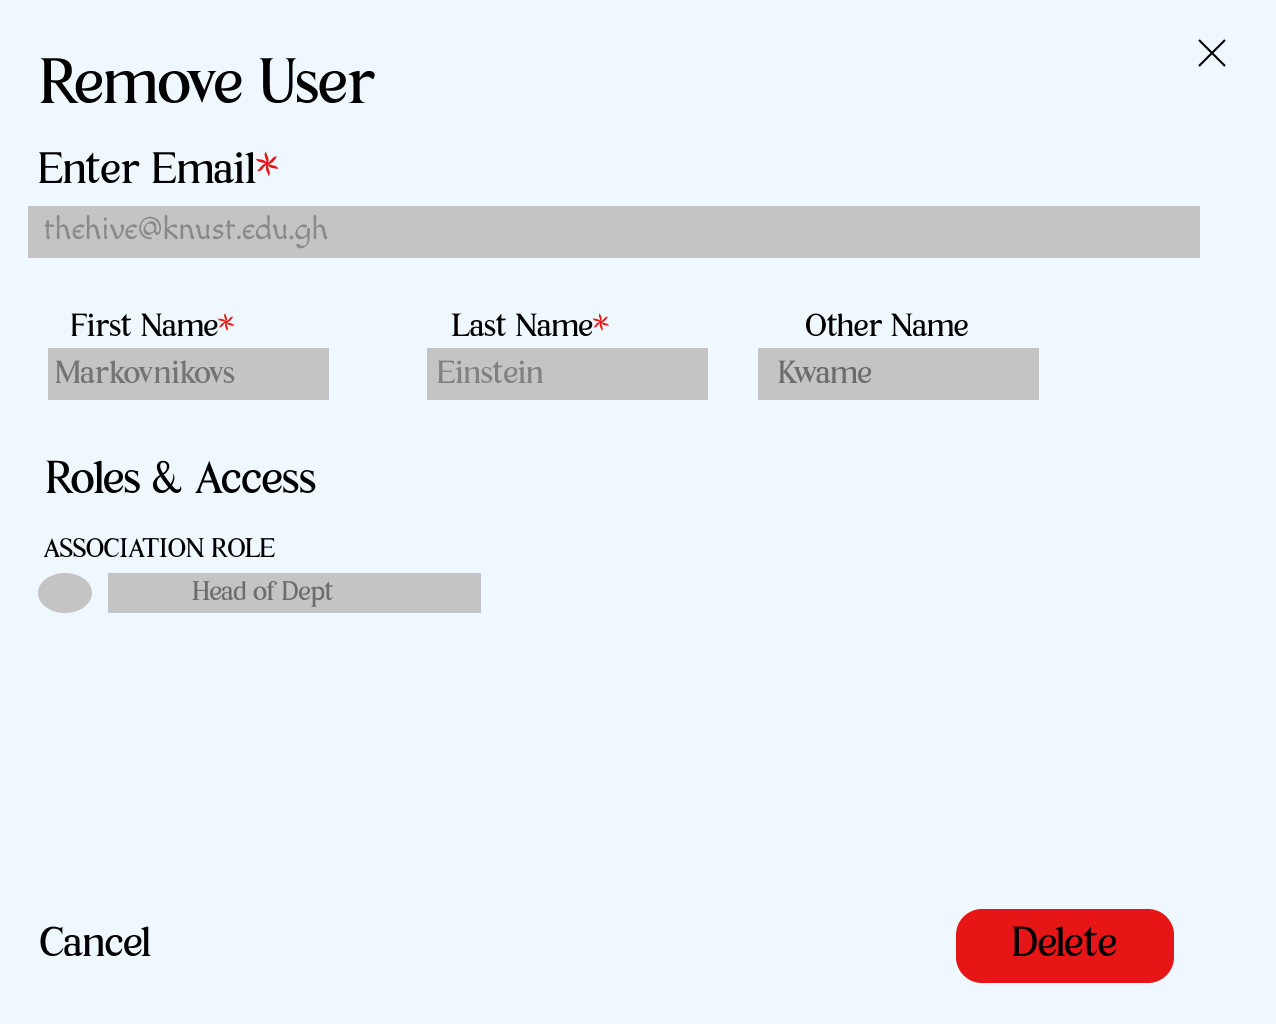 Remove User
Enter Email*
thehive@knust.edu.gh
First Name* Last Name* Other Name
Markovnikovs Einstein Kwame
Roles & Access
ASSOCIATION ROLE
Head of Dept
Cancel Delete